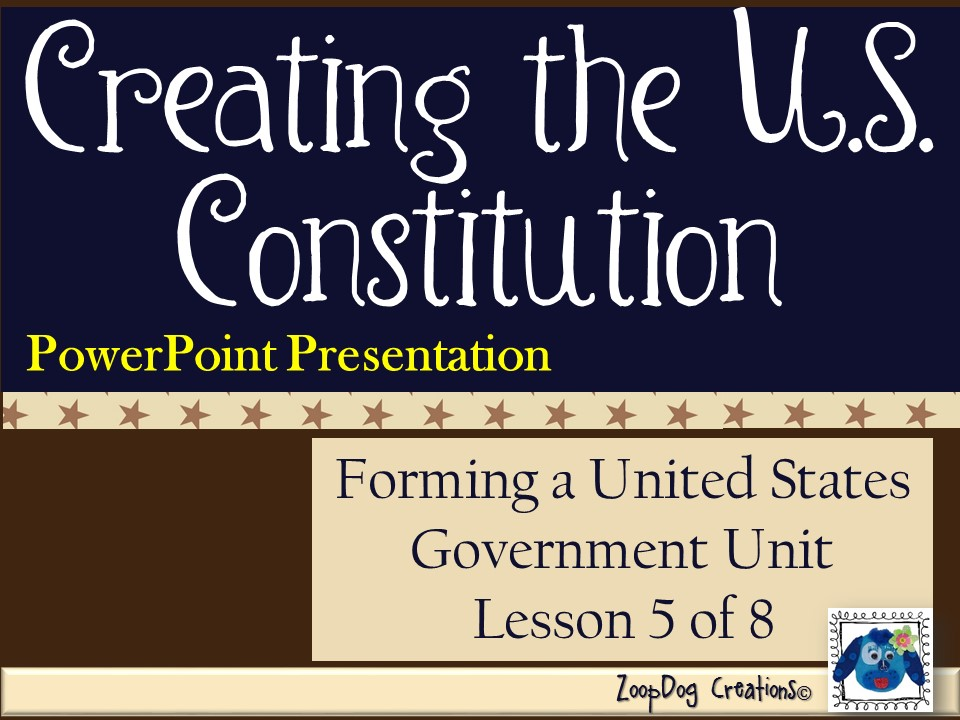 Creating the U.S.
Constitution
PowerPoint Presentation
Forming a United States
Government Unit
Lesson 5 of 8
ZoopDog Creations©